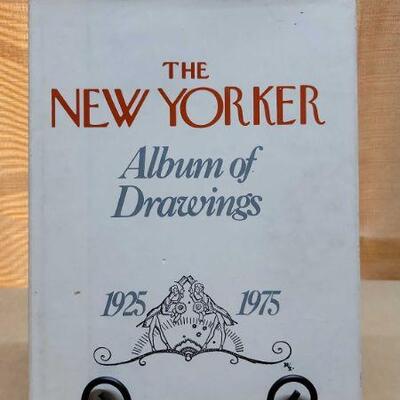 THE
NEW YORKER
Album of
Drawings
1925 1975